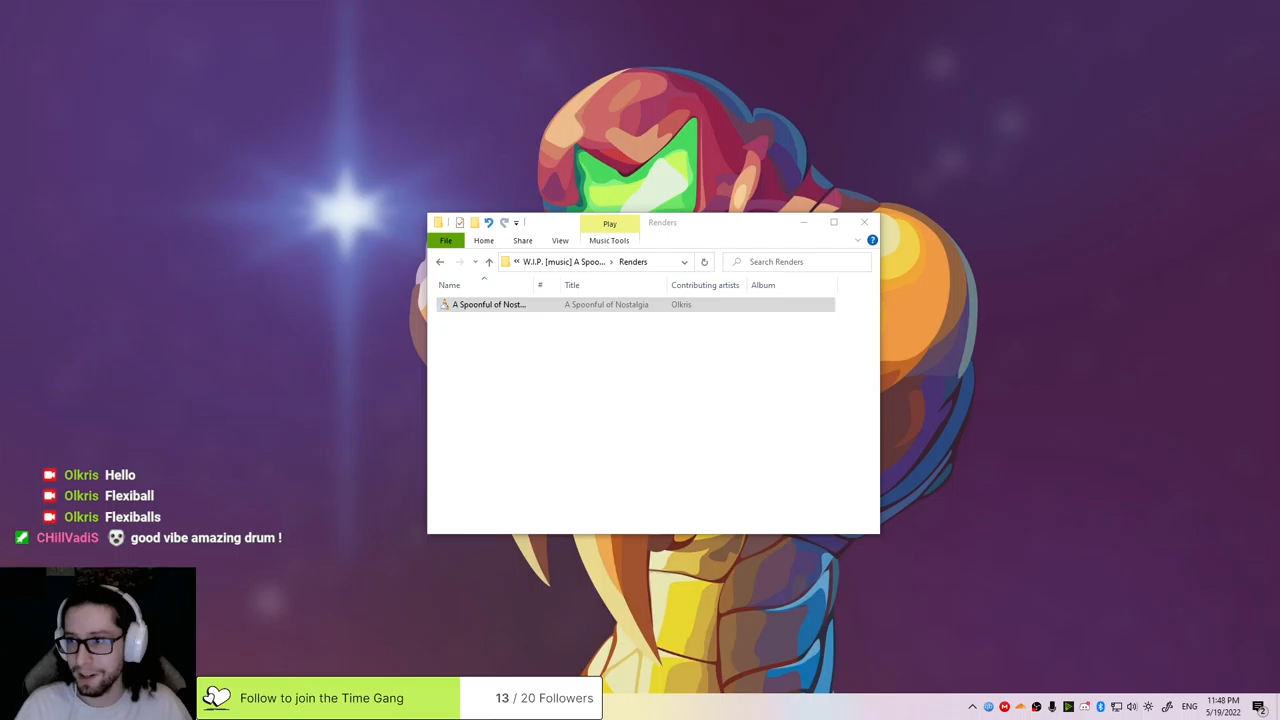 Play
Renders
File
Home
Share
View
Music Tools
« W.I.P. [music] A Spoo... › Renders
Search Renders
Name
#
Title
Contributing artists
Album
A Spoonful of Nost...
A Spoonful of Nostalgia
Olkris
Olkris Hello
Olkris Flexiball
Olkris Flexiballs
CHillVadiS good vibe amazing drum !
Follow to join the Time Gang
13 / 20 Followers
ENG
11:48 PM
5/19/2022
2